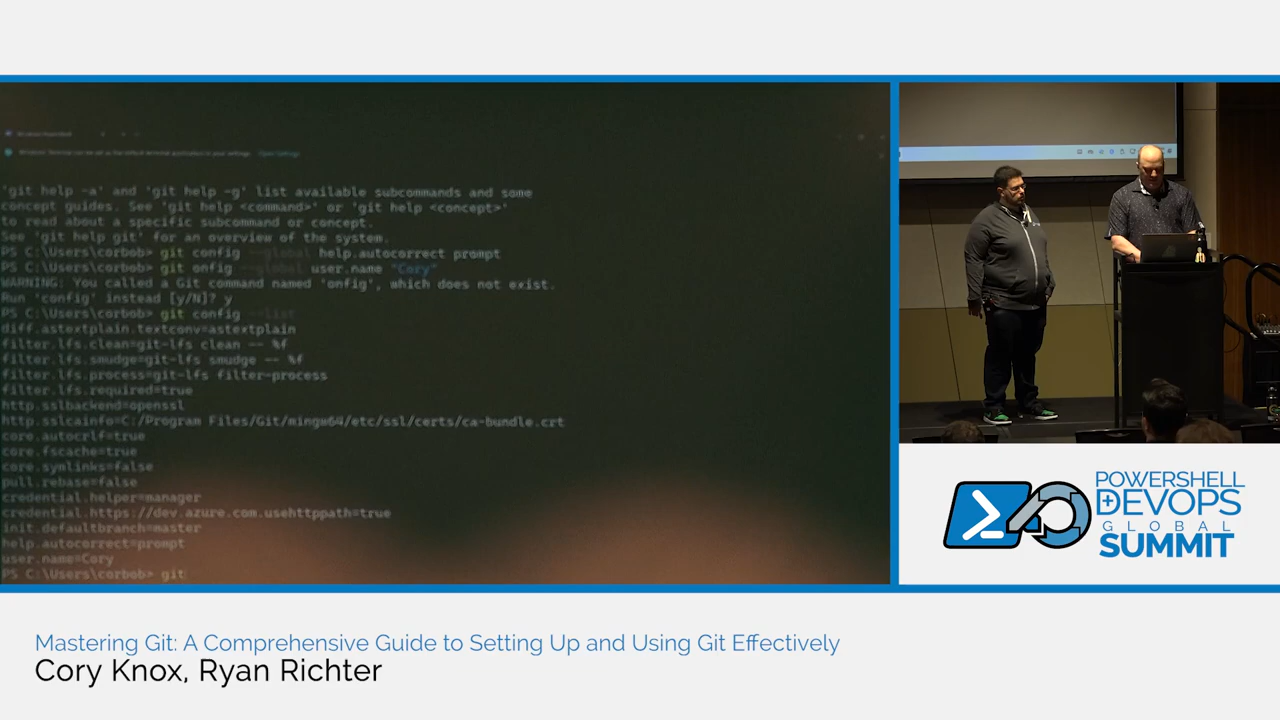 'git help -a' and 'git help -g' list available subcommands and some
concept guides. See 'git help <command>' or 'git help <concept>'
to read about a specific subcommand or concept.
See 'git help git' for an overview of the system.
PS C:\Users\corbob> git config --global help.autocorrect prompt
PS C:\Users\corbob> git onfig --global user.name "Cory"
WARNING: You called a Git command named 'onfig', which does not exist.
Run 'config' instead [y/N]? y
PS C:\Users\corbob> git config --list
diff.astextplain.textconv=astextplain
filter.lfs.clean=git-lfs clean -- %f
filter.lfs.smudge=git-lfs smudge -- %f
filter.lfs.process=git-lfs filter-process
filter.lfs.required=true
http.sslbackend=openssl
http.sslcainfo=C:/Program Files/Git/mingw64/etc/ssl/certs/ca-bundle.crt
core.autocrlf=true
core.fscache=true
core.symlinks=false
pull.rebase=false
credential.helper=manager
credential.https://dev.azure.com.usehttppath=true
init.defaultbranch=master
help.autocorrect=prompt
user.name=Cory
PS C:\Users\corbob> git
POWERSHELL
+DEVOPS
GLOBAL
SUMMIT
Mastering Git: A Comprehensive Guide to Setting Up and Using Git Effectively
Cory Knox, Ryan Richter